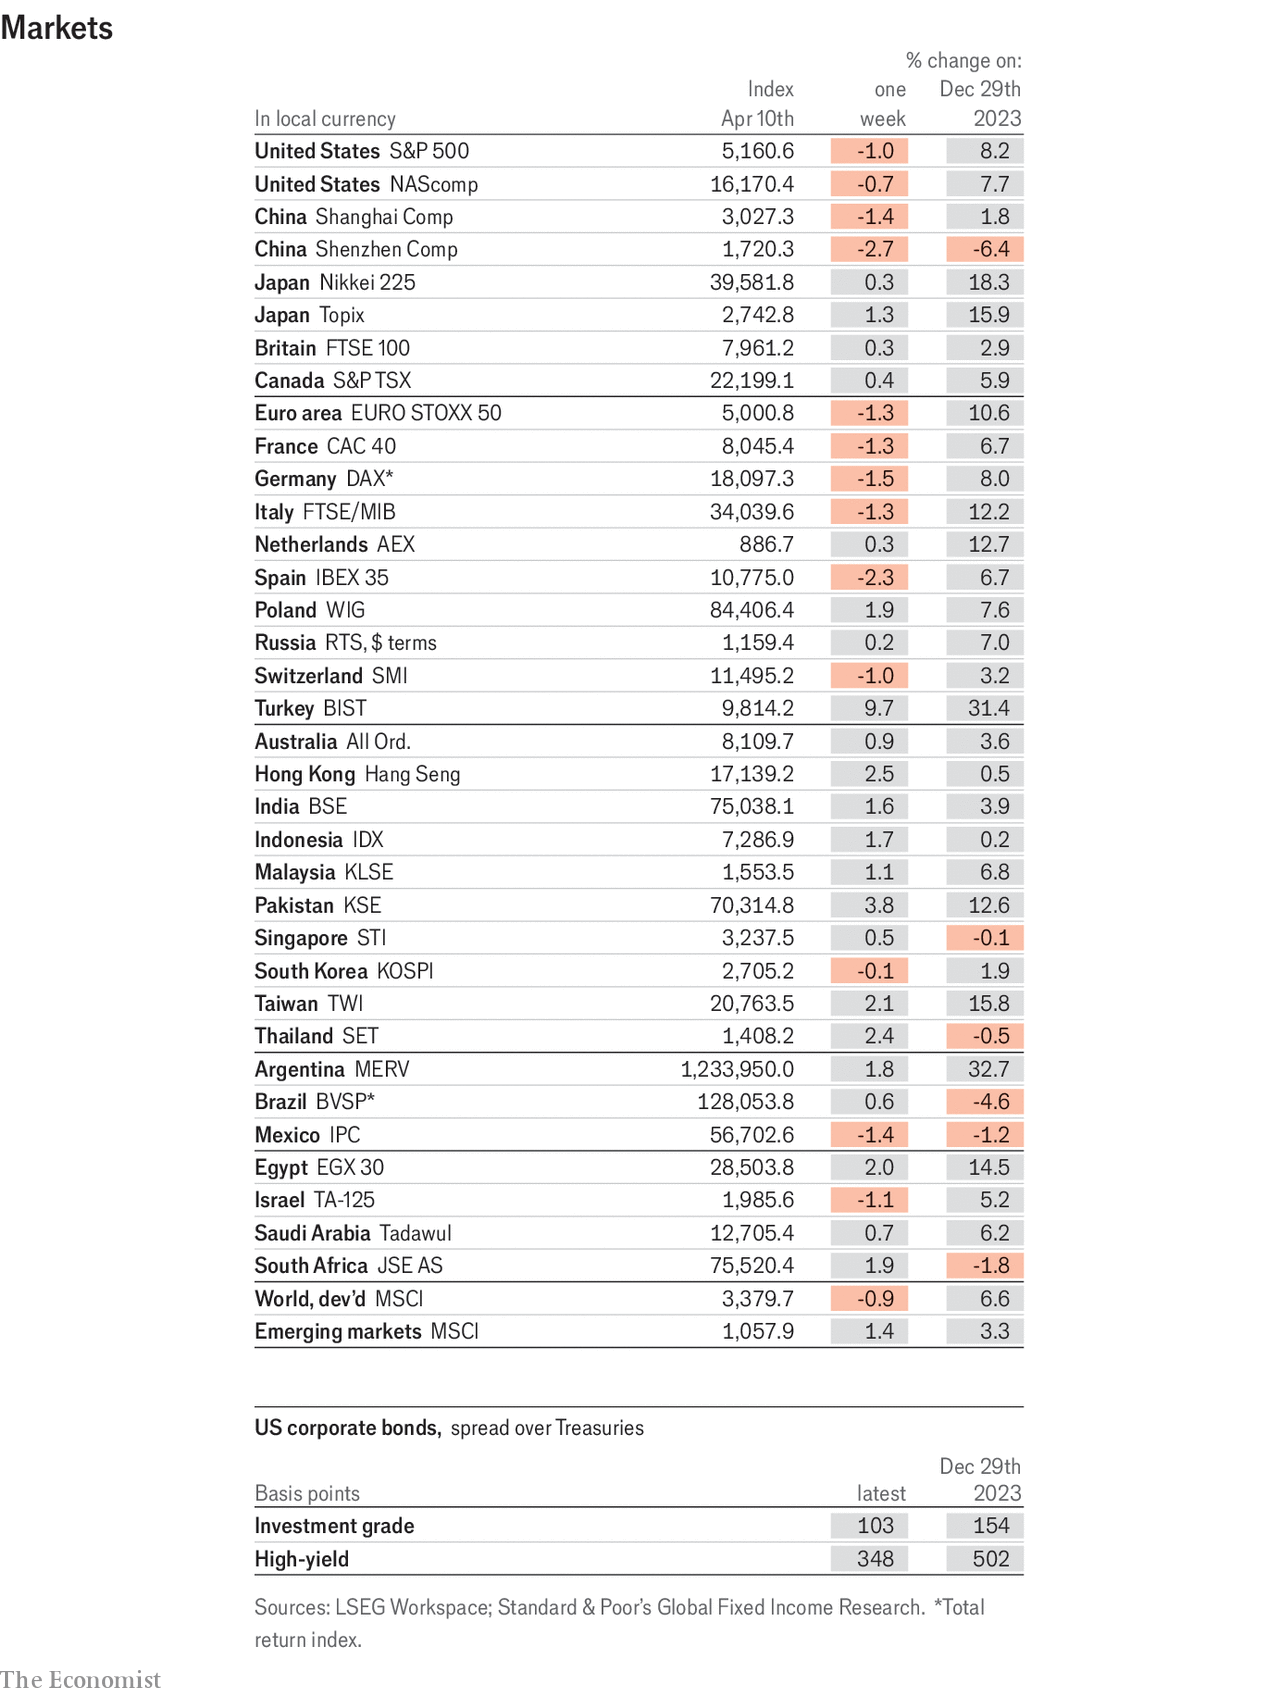 Markets
% change on:
Index one Dec 29th
In local currency Apr 10th week 2023
United States S&P 500 5,160.6 -1.0 8.2
United States NAScomp 16,170.4 -0.7 7.7
China Shanghai Comp 3,027.3 -1.4 1.8
China Shenzhen Comp 1,720.3 -2.7 -6.4
Japan Nikkei 225 39,581.8 0.3 18.3
Japan Topix 2,742.8 1.3 15.9
Britain FTSE 100 7,961.2 0.3 2.9
Canada S&P TSX 22,199.1 0.4 5.9
Euro area EURO STOXX 50 5,000.8 -1.3 10.6
France CAC 40 8,045.4 -1.3 6.7
Germany DAX* 18,097.3 -1.5 8.0
Italy FTSE/MIB 34,039.6 -1.3 12.2
Netherlands AEX 886.7 0.3 12.7
Spain IBEX 35 10,775.0 -2.3 6.7
Poland WIG 84,406.4 1.9 7.6
Russia RTS, $ terms 1,159.4 0.2 7.0
Switzerland SMI 11,495.2 -1.0 3.2
Turkey BIST 9,814.2 9.7 31.4
Australia All Ord. 8,109.7 0.9 3.6
Hong Kong Hang Seng 17,139.2 2.5 0.5
India BSE 75,038.1 1.6 3.9
Indonesia IDX 7,286.9 1.7 0.2
Malaysia KLSE 1,553.5 1.1 6.8
Pakistan KSE 70,314.8 3.8 12.6
Singapore STI 3,237.5 0.5 -0.1
South Korea KOSPI 2,705.2 -0.1 1.9
Taiwan TWI 20,763.5 2.1 15.8
Thailand SET 1,408.2 2.4 -0.5
Argentina MERV 1,233,950.0 1.8 32.7
Brazil BVSP* 128,053.8 0.6 -4.6
Mexico IPC 56,702.6 -1.4 -1.2
Egypt EGX 30 28,503.8 2.0 14.5
Israel TA-125 1,985.6 -1.1 5.2
Saudi Arabia Tadawul 12,705.4 0.7 6.2
South Africa JSE AS 75,520.4 1.9 -1.8
World, dev'd MSCI 3,379.7 -0.9 6.6
Emerging markets MSCI 1,057.9 1.4 3.3
US corporate bonds, spread over Treasuries
Dec 29th
Basis points latest 2023
Investment grade 103 154
High-yield 348 502
Sources: LSEG Workspace; Standard & Poor's Global Fixed Income Research. *Total
return index.
The Economist